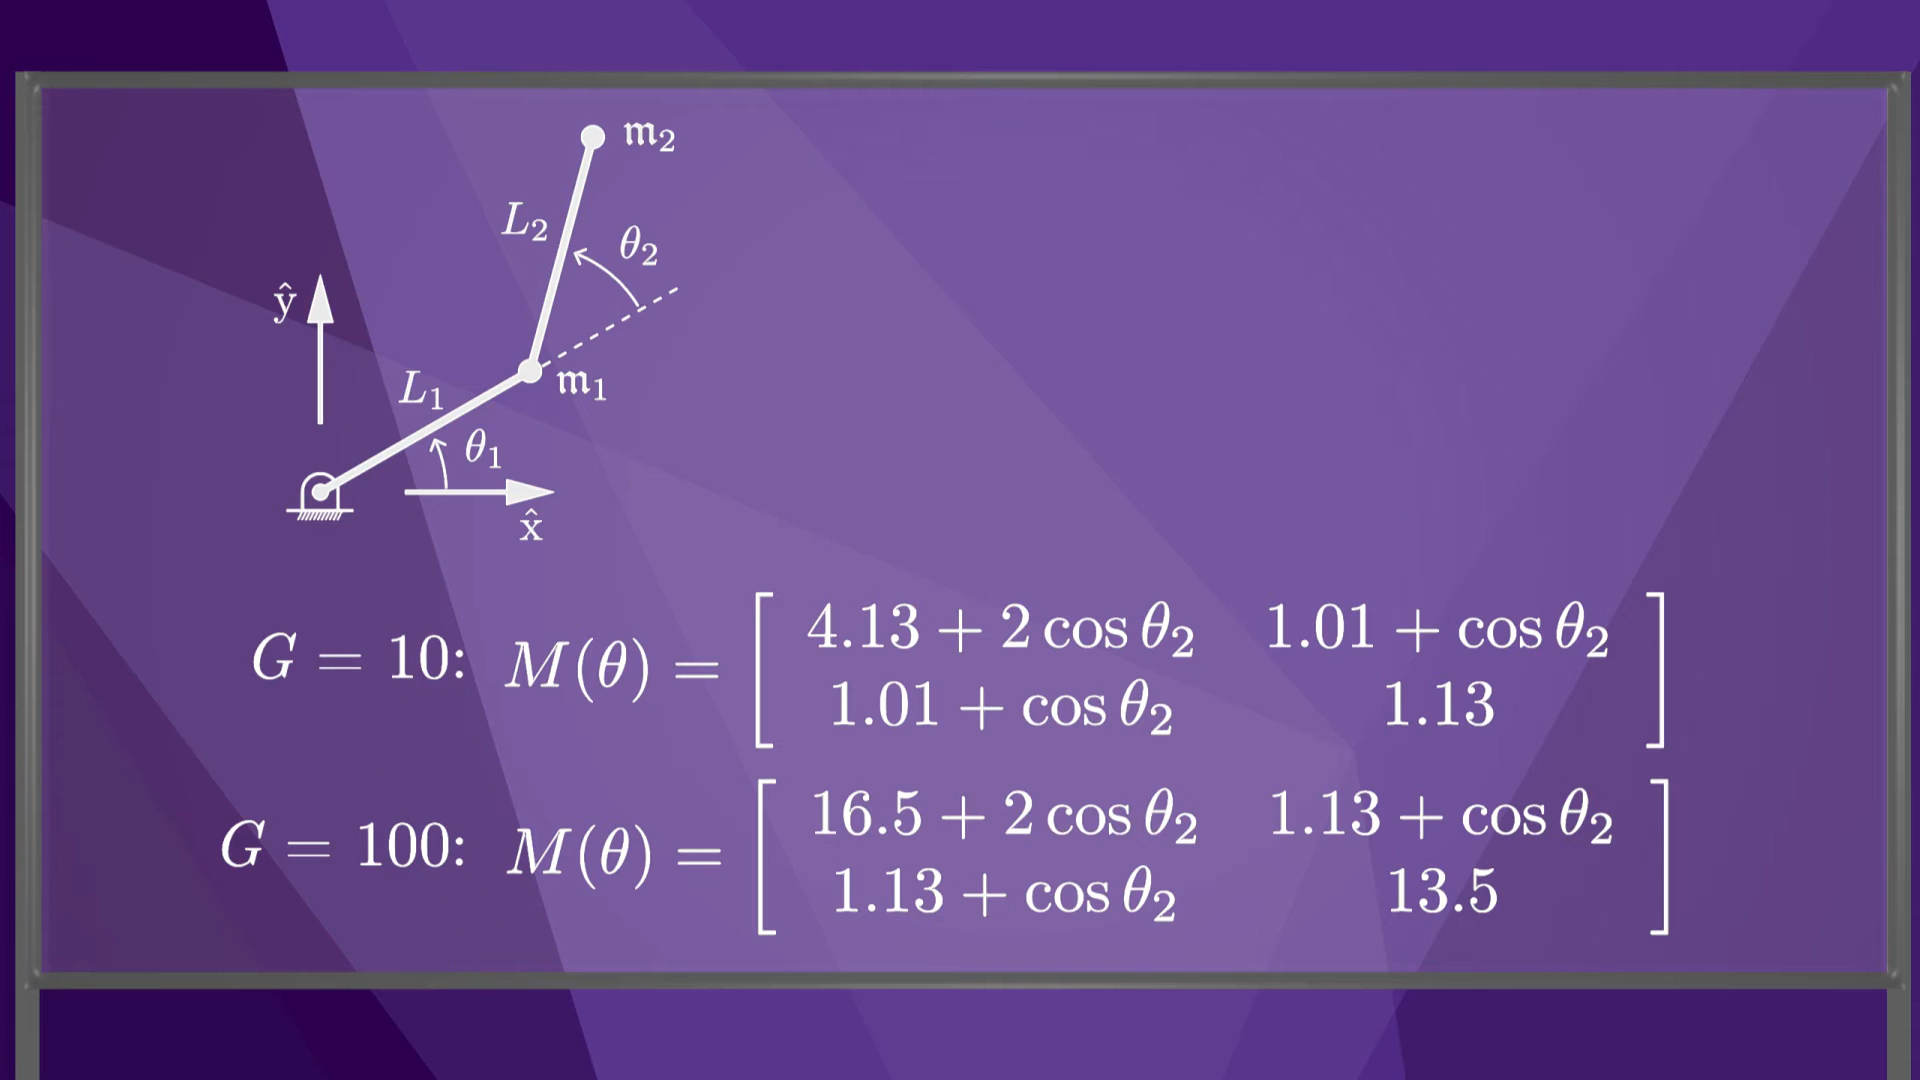 𝔪₂
L₂
θ₂
ŷ
L₁
𝔪₁
θ₁
x̂
G = 10: M(θ) = [ 4.13 + 2 cos θ₂ 1.01 + cos θ₂
1.01 + cos θ₂ 1.13 ]
G = 100: M(θ) = [ 16.5 + 2 cos θ₂ 1.13 + cos θ₂
1.13 + cos θ₂ 13.5 ]